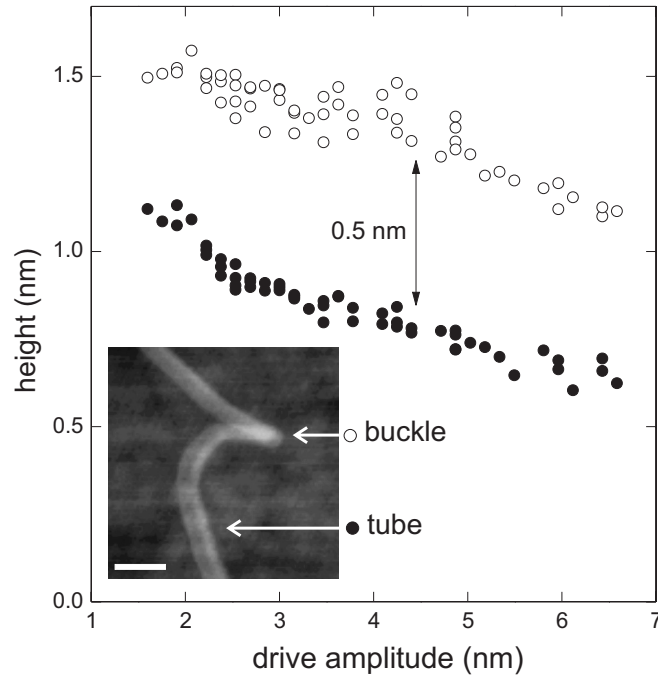 1.5
1.0
0.5
0.0
height (nm)
0.5 nm
buckle
tube
1 2 3 4 5 6 7
drive amplitude (nm)